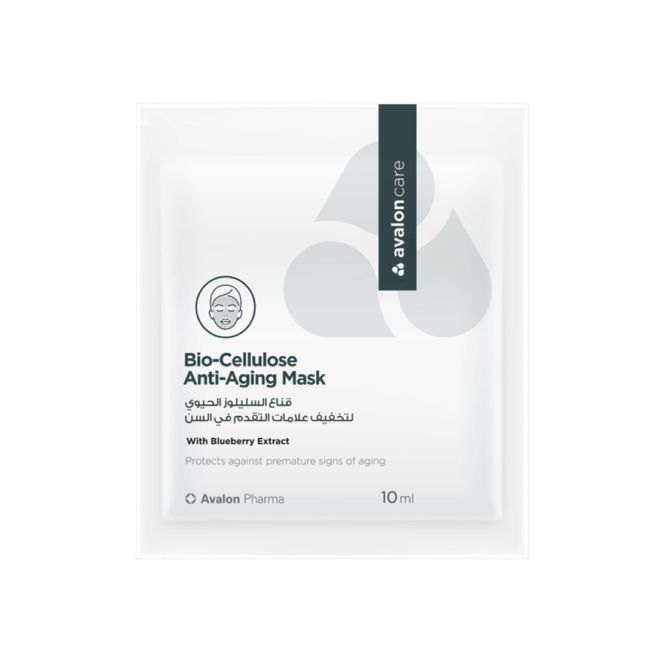 avalon care
Bio-Cellulose
Anti-Aging Mask
قناع السليلوز الحيوي
لتخفيف علامات التقدم في السن
With Blueberry Extract
Protects against premature signs of aging
Avalon Pharma
10 ml